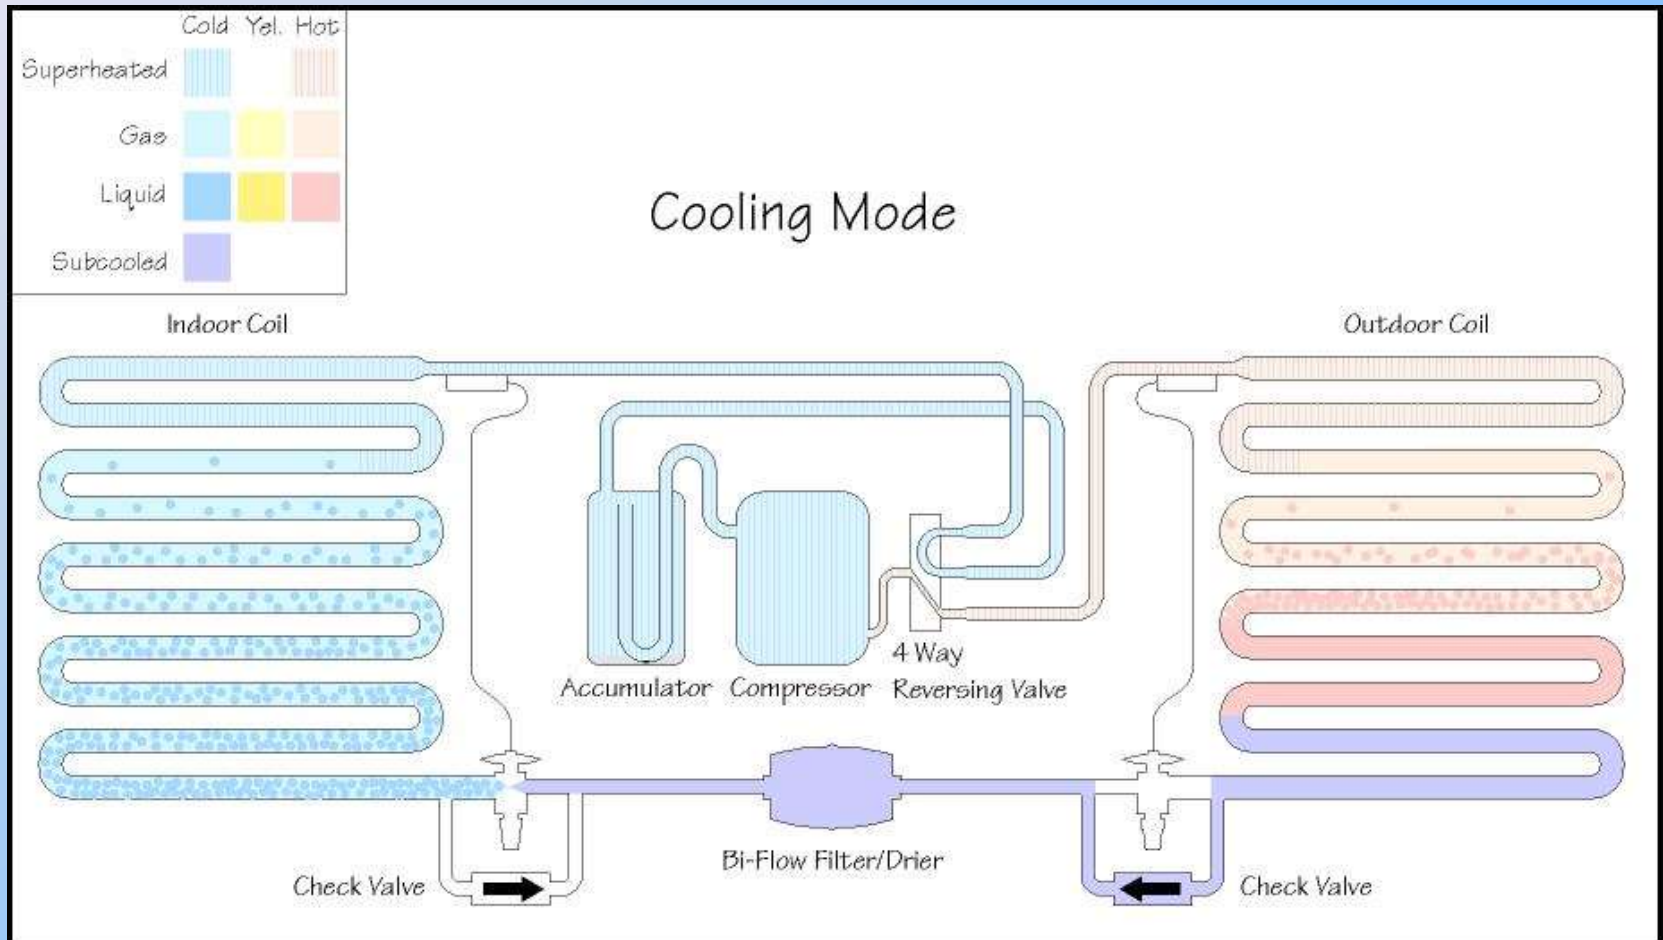 Cold Yel. Hot
Superheated
Gas
Liquid
Subcooled
Cooling Mode
Indoor Coil
Outdoor Coil
4 Way
Reversing Valve
Accumulator
Compressor
Bi-Flow Filter/Drier
Check Valve
Check Valve